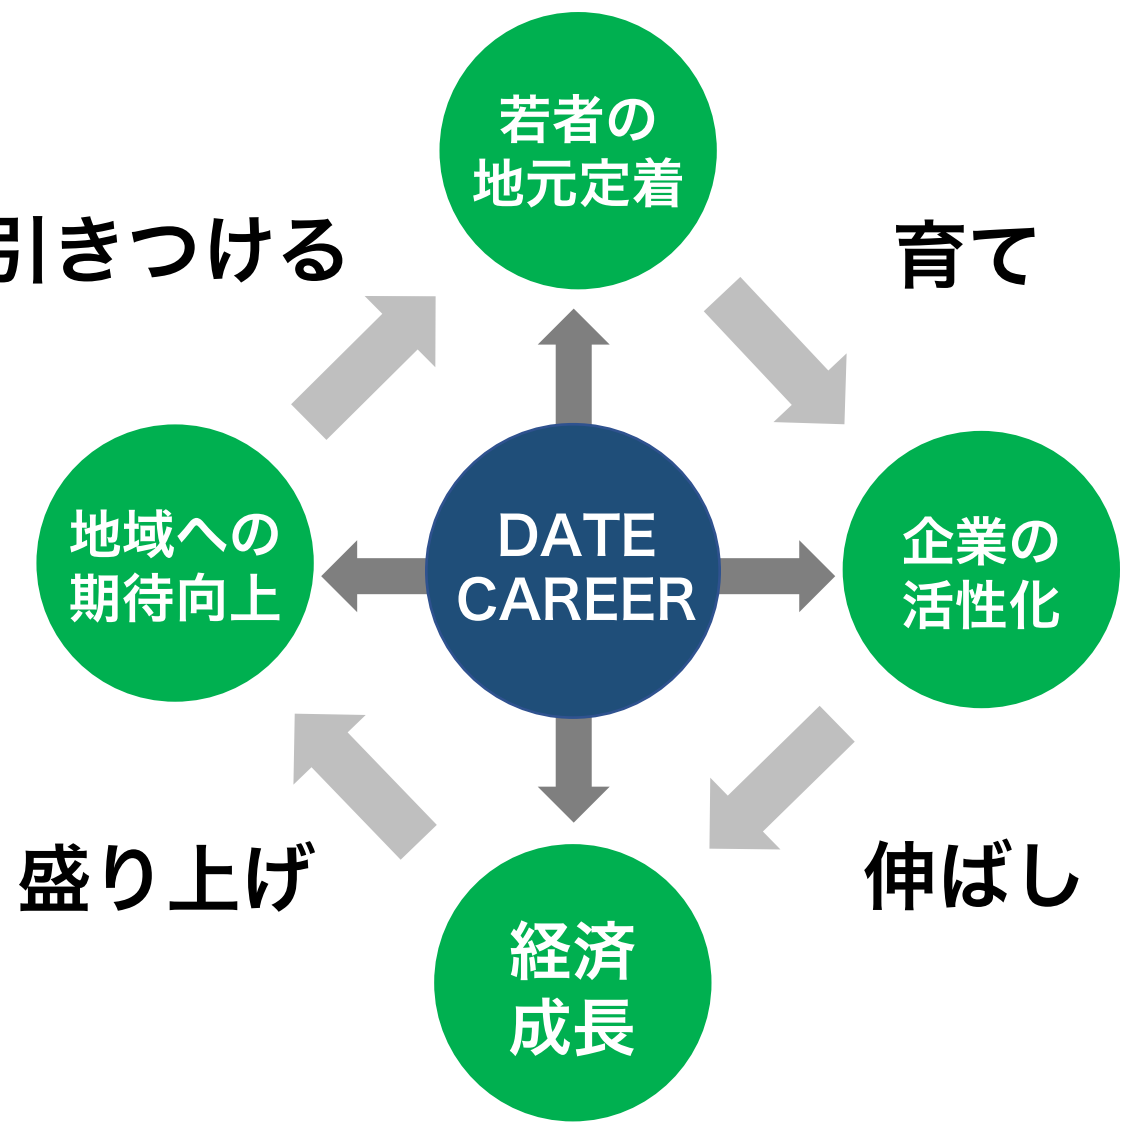 若者の
地元定着
引きつける
育て
地域への
期待向上
DATE
CAREER
企業の
活性化
盛り上げ
伸ばし
経済
成長